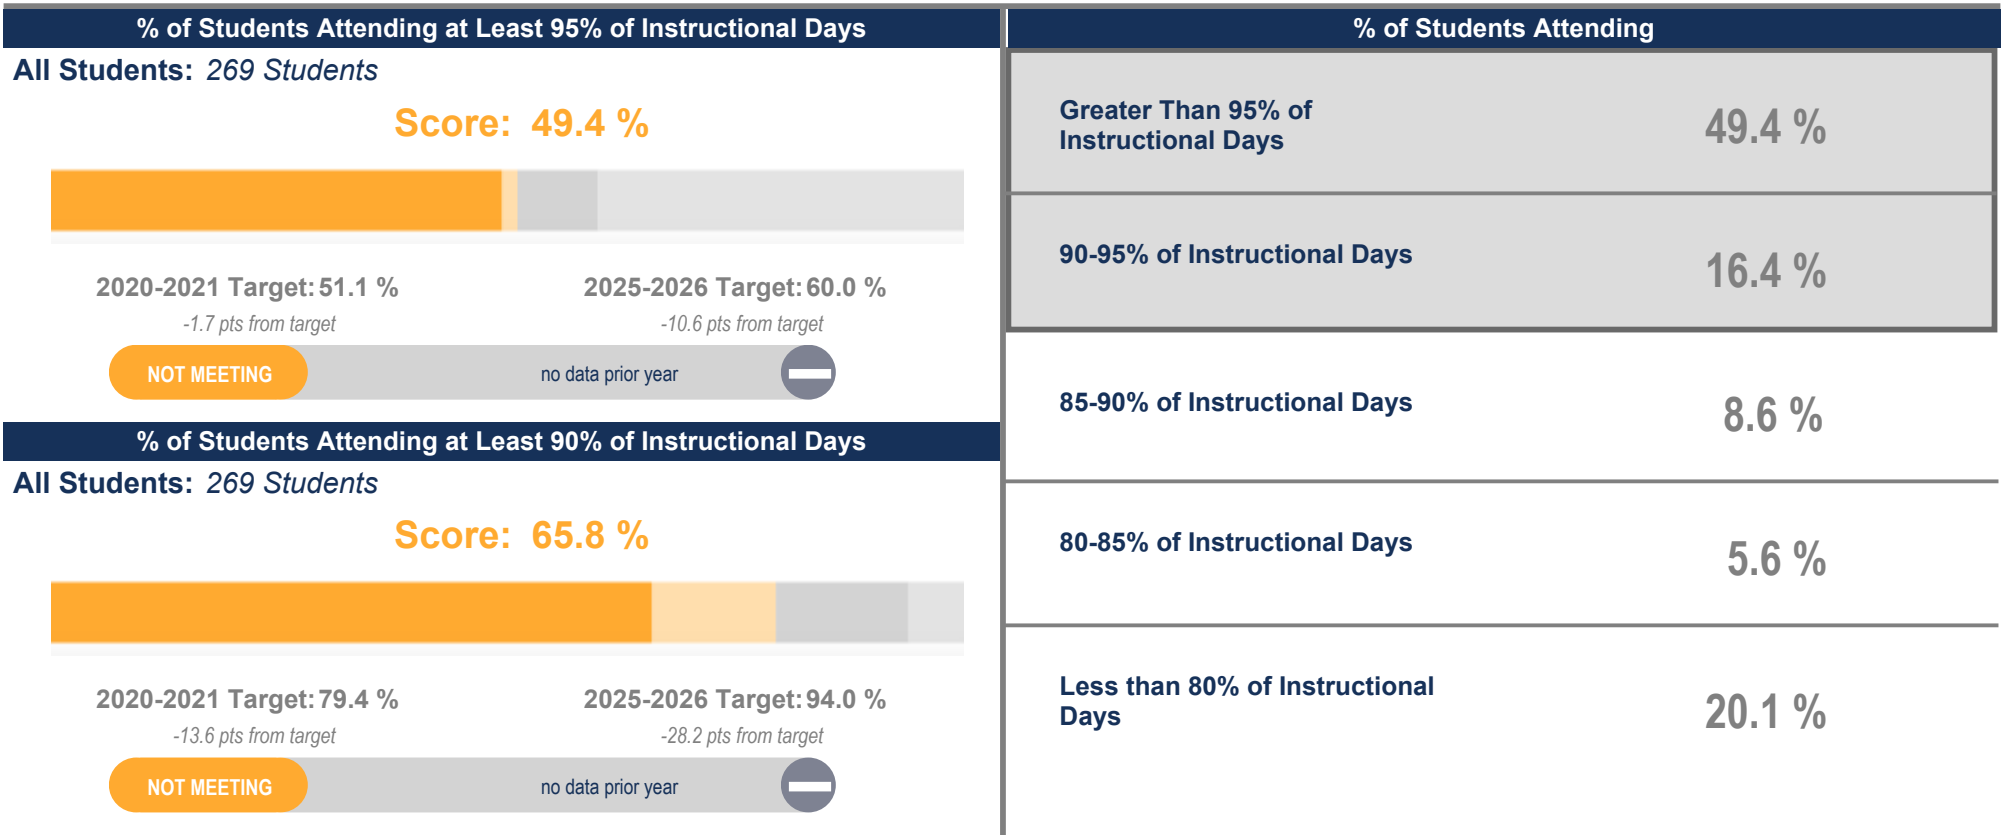 % of Students Attending at Least 95% of Instructional Days
All Students: 269 Students
Score: 49.4 %
2020-2021 Target: 51.1 %
-1.7 pts from target
2025-2026 Target: 60.0 %
-10.6 pts from target
NOT MEETING
no data prior year
% of Students Attending at Least 90% of Instructional Days
All Students: 269 Students
Score: 65.8 %
2020-2021 Target: 79.4 %
-13.6 pts from target
2025-2026 Target: 94.0 %
-28.2 pts from target
NOT MEETING
no data prior year
% of Students Attending
Greater Than 95% of
Instructional Days
49.4 %
90-95% of Instructional Days
16.4 %
85-90% of Instructional Days
8.6 %
80-85% of Instructional Days
5.6 %
Less than 80% of Instructional
Days
20.1 %